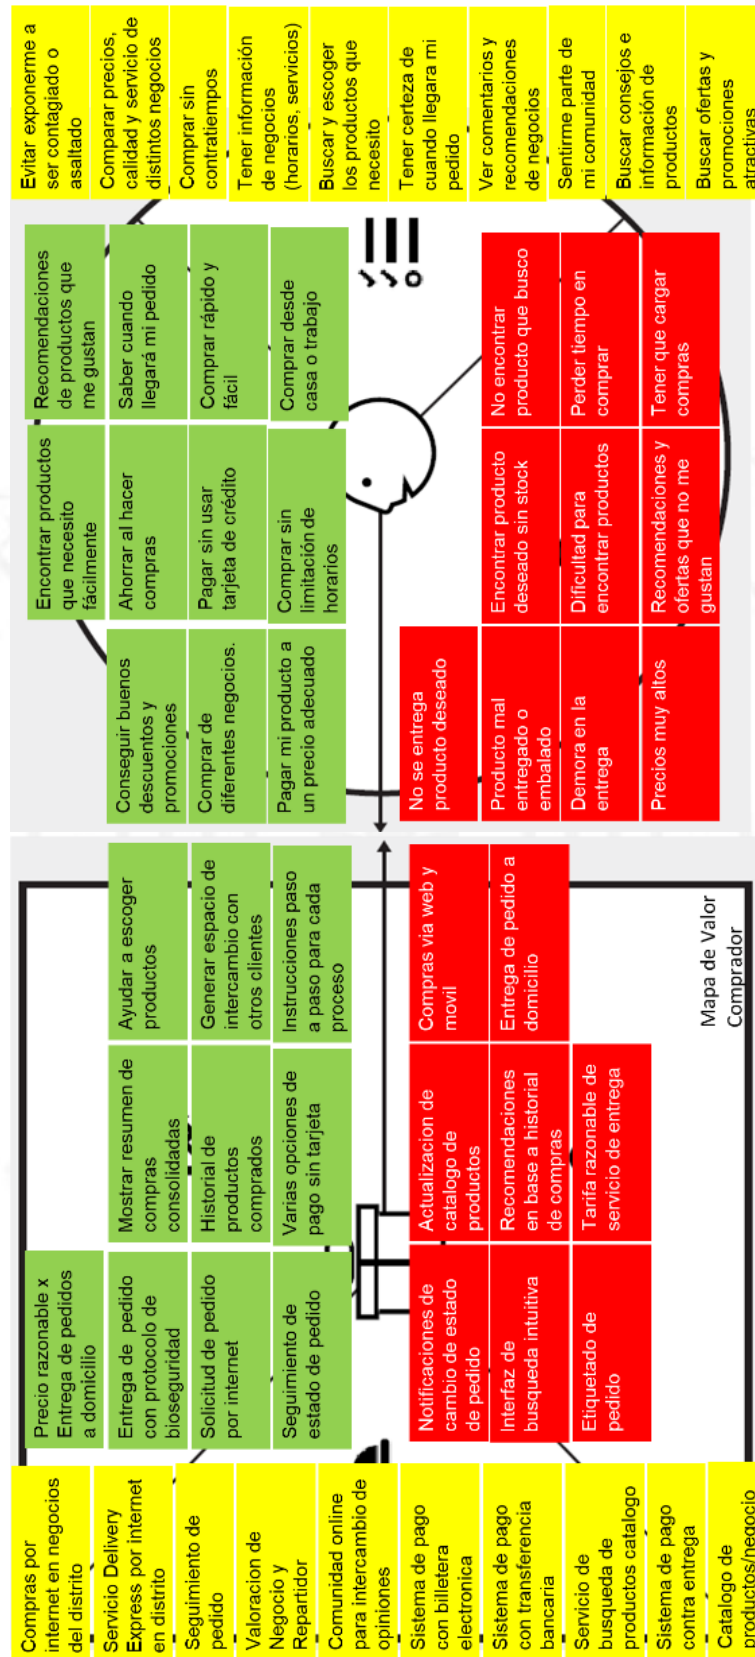 Compras por
internet en negocios
del distrito
Servicio Delivery
Express por internet
en distrito
Seguimiento de
pedido
Valoracion de
Negocio y
Repartidor
Comunidad online
para intercambio de
opiniones
Sistema de pago
con billetera
electronica
Sistema de pago
con transferencia
bancaria
Servicio de
busqueda de
productos catalogo
Sistema de pago
contra entrega
Catalogo de
productos/negocio
Precio razonable x
Entrega de pedidos
a domicilio
Entrega de pedido
con protocolo de
bioseguridad
Solicitud de pedido
por internet
Seguimiento de
estado de pedido
Mostrar resumen de
compras
consolidadas
Historial de
productos
comprados
Varias opciones de
pago sin tarjeta
Ayudar a escoger
productos
Generar espacio de
intercambio con
otros clientes
Instrucciones paso
a paso para cada
proceso
Notificaciones de
cambio de estado
de pedido
Interfaz de
busqueda intuitiva
Etiquetado de
pedido
Actualizacion de
catalogo de
productos
Recomendaciones
en base a historial
de compras
Tarifa razonable de
servicio de entrega
Compras via web y
movil
Entrega de pedido a
domicilio
Mapa de Valor
Comprador
Conseguir buenos
descuentos y
promociones
Comprar de
diferentes negocios.
Pagar mi producto a
un precio adecuado
Encontrar productos
que necesito
fácilmente
Ahorrar al hacer
compras
Pagar sin usar
tarjeta de crédito
Comprar sin
limitación de
horarios
Recomendaciones
de productos que
me gustan
Saber cuando
llegará mi pedido
Comprar rápido y
fácil
Comprar desde
casa o trabajo
No se entrega
producto deseado
Producto mal
entregado o
embalado
Demora en la
entrega
Precios muy altos
Encontrar producto
deseado sin stock
Dificultad para
encontrar productos
Recomendaciones y
ofertas que no me
gustan
No encontrar
producto que busco
Perder tiempo en
comprar
Tener que cargar
compras
Evitar exponerme a
ser contagiado o
asaltado
Comparar precios,
calidad y servicio de
distintos negocios
Comprar sin
contratiempos
Tener información
de negocios
(horarios, servicios)
Buscar y escoger
los productos que
necesito
Tener certeza de
cuando llegara mi
pedido
Ver comentarios y
recomendaciones
de negocios
Sentirme parte de
mi comunidad
Buscar consejos e
información de
productos
Buscar ofertas y
promociones
atractivas